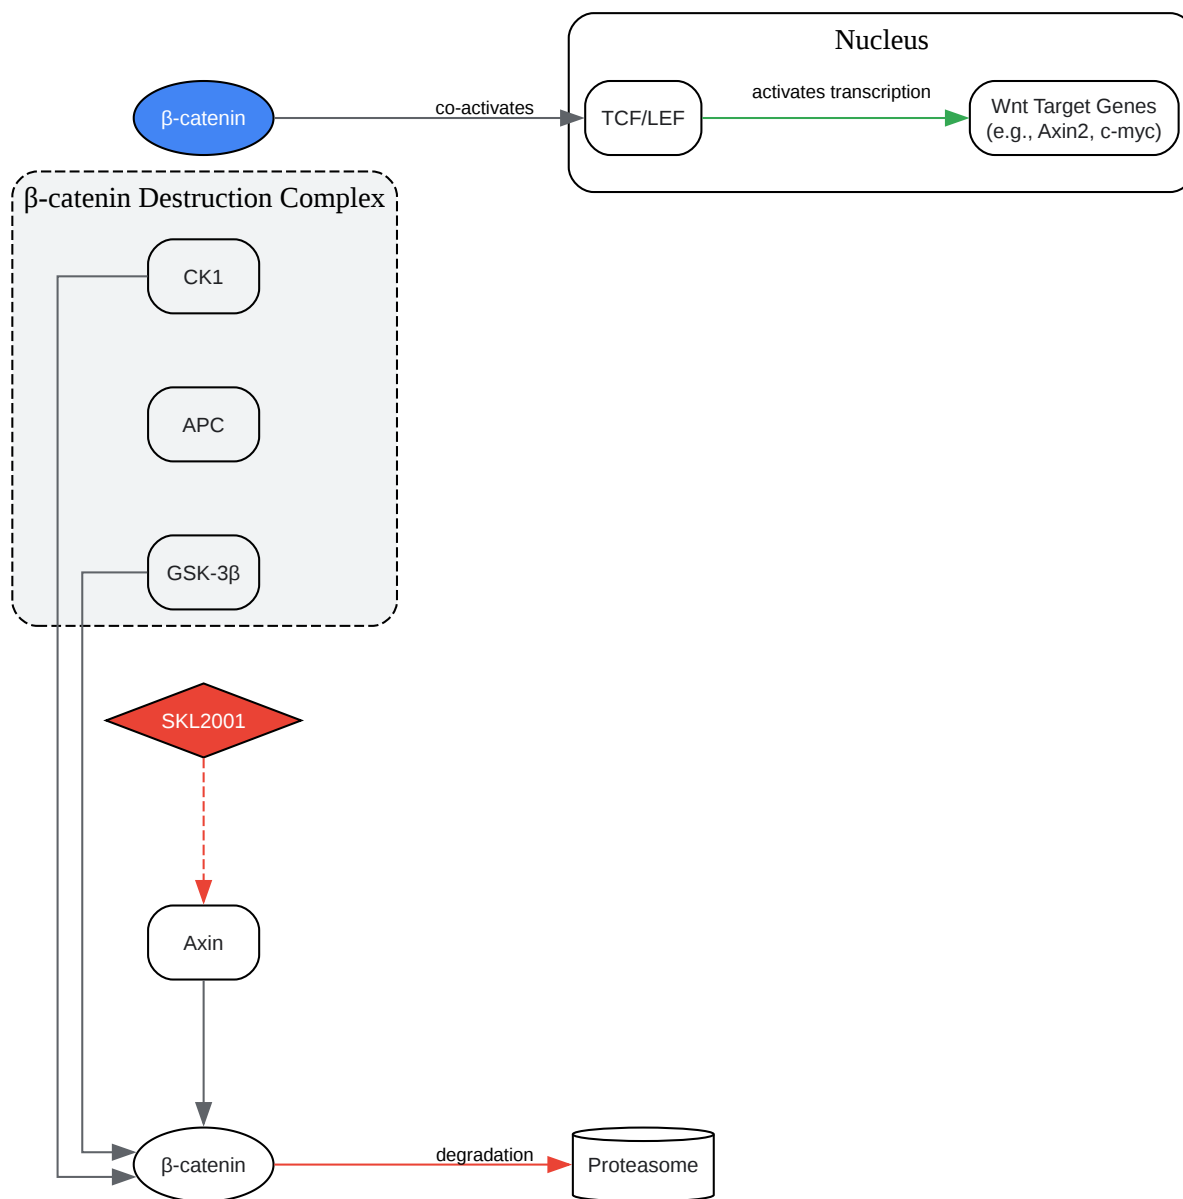 Nucleus
β-catenin
co-activates
TCF/LEF
activates transcription
Wnt Target Genes
(e.g., Axin2, c-myc)
β-catenin Destruction Complex
CK1
APC
GSK-3β
SKL2001
Axin
β-catenin
degradation
Proteasome